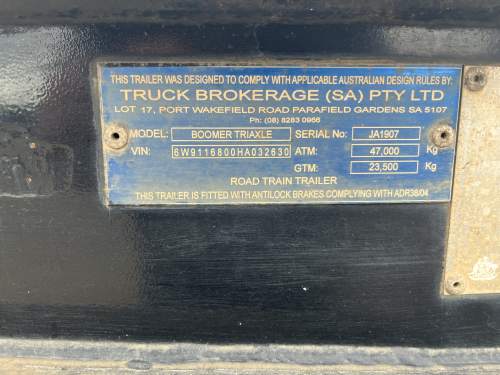 THIS TRAILER WAS DESIGNED TO COMPLY WITH APPLICABLE AUSTRALIAN DESIGN RULES BY:
TRUCK BROKERAGE (SA) PTY LTD
LOT 17, PORT WAKEFIELD ROAD PARAFIELD GARDENS SA 5107
Ph: (08) 8283 0966
MODEL: BOOMER TRIAXLE SERIAL No: JA1907
VIN: 6W9116800HA032630 ATM: 47,000 Kg
GTM: 23,500 Kg
ROAD TRAIN TRAILER
THIS TRAILER IS FITTED WITH ANTILOCK BRAKES COMPLYING WITH ADR38/04